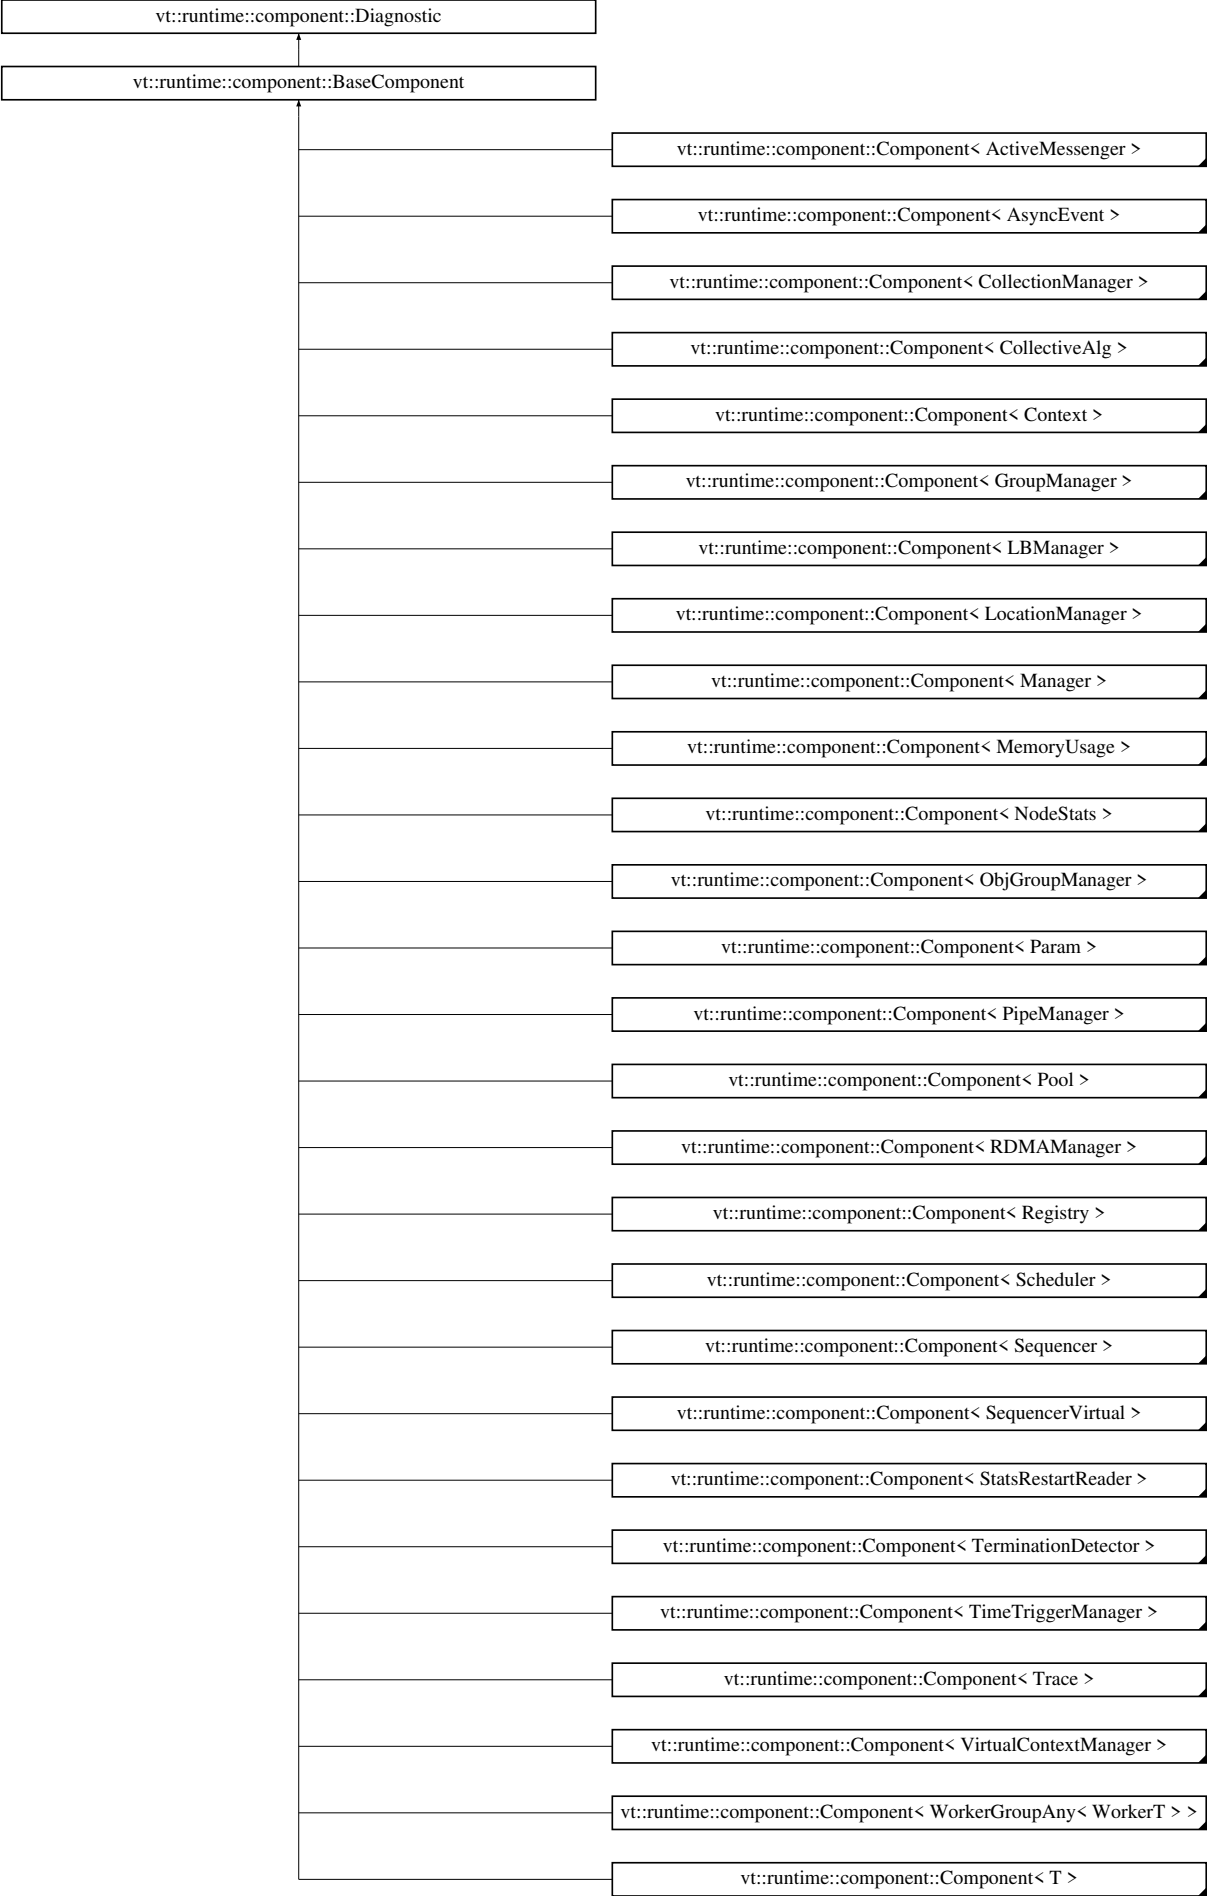 vt::runtime::component::Diagnostic
vt::runtime::component::BaseComponent
vt::runtime::component::Component< ActiveMessenger >
vt::runtime::component::Component< AsyncEvent >
vt::runtime::component::Component< CollectionManager >
vt::runtime::component::Component< CollectiveAlg >
vt::runtime::component::Component< Context >
vt::runtime::component::Component< GroupManager >
vt::runtime::component::Component< LBManager >
vt::runtime::component::Component< LocationManager >
vt::runtime::component::Component< Manager >
vt::runtime::component::Component< MemoryUsage >
vt::runtime::component::Component< NodeStats >
vt::runtime::component::Component< ObjGroupManager >
vt::runtime::component::Component< Param >
vt::runtime::component::Component< PipeManager >
vt::runtime::component::Component< Pool >
vt::runtime::component::Component< RDMAManager >
vt::runtime::component::Component< Registry >
vt::runtime::component::Component< Scheduler >
vt::runtime::component::Component< Sequencer >
vt::runtime::component::Component< SequencerVirtual >
vt::runtime::component::Component< StatsRestartReader >
vt::runtime::component::Component< TerminationDetector >
vt::runtime::component::Component< TimeTriggerManager >
vt::runtime::component::Component< Trace >
vt::runtime::component::Component< VirtualContextManager >
vt::runtime::component::Component< WorkerGroupAny< WorkerT > >
vt::runtime::component::Component< T >